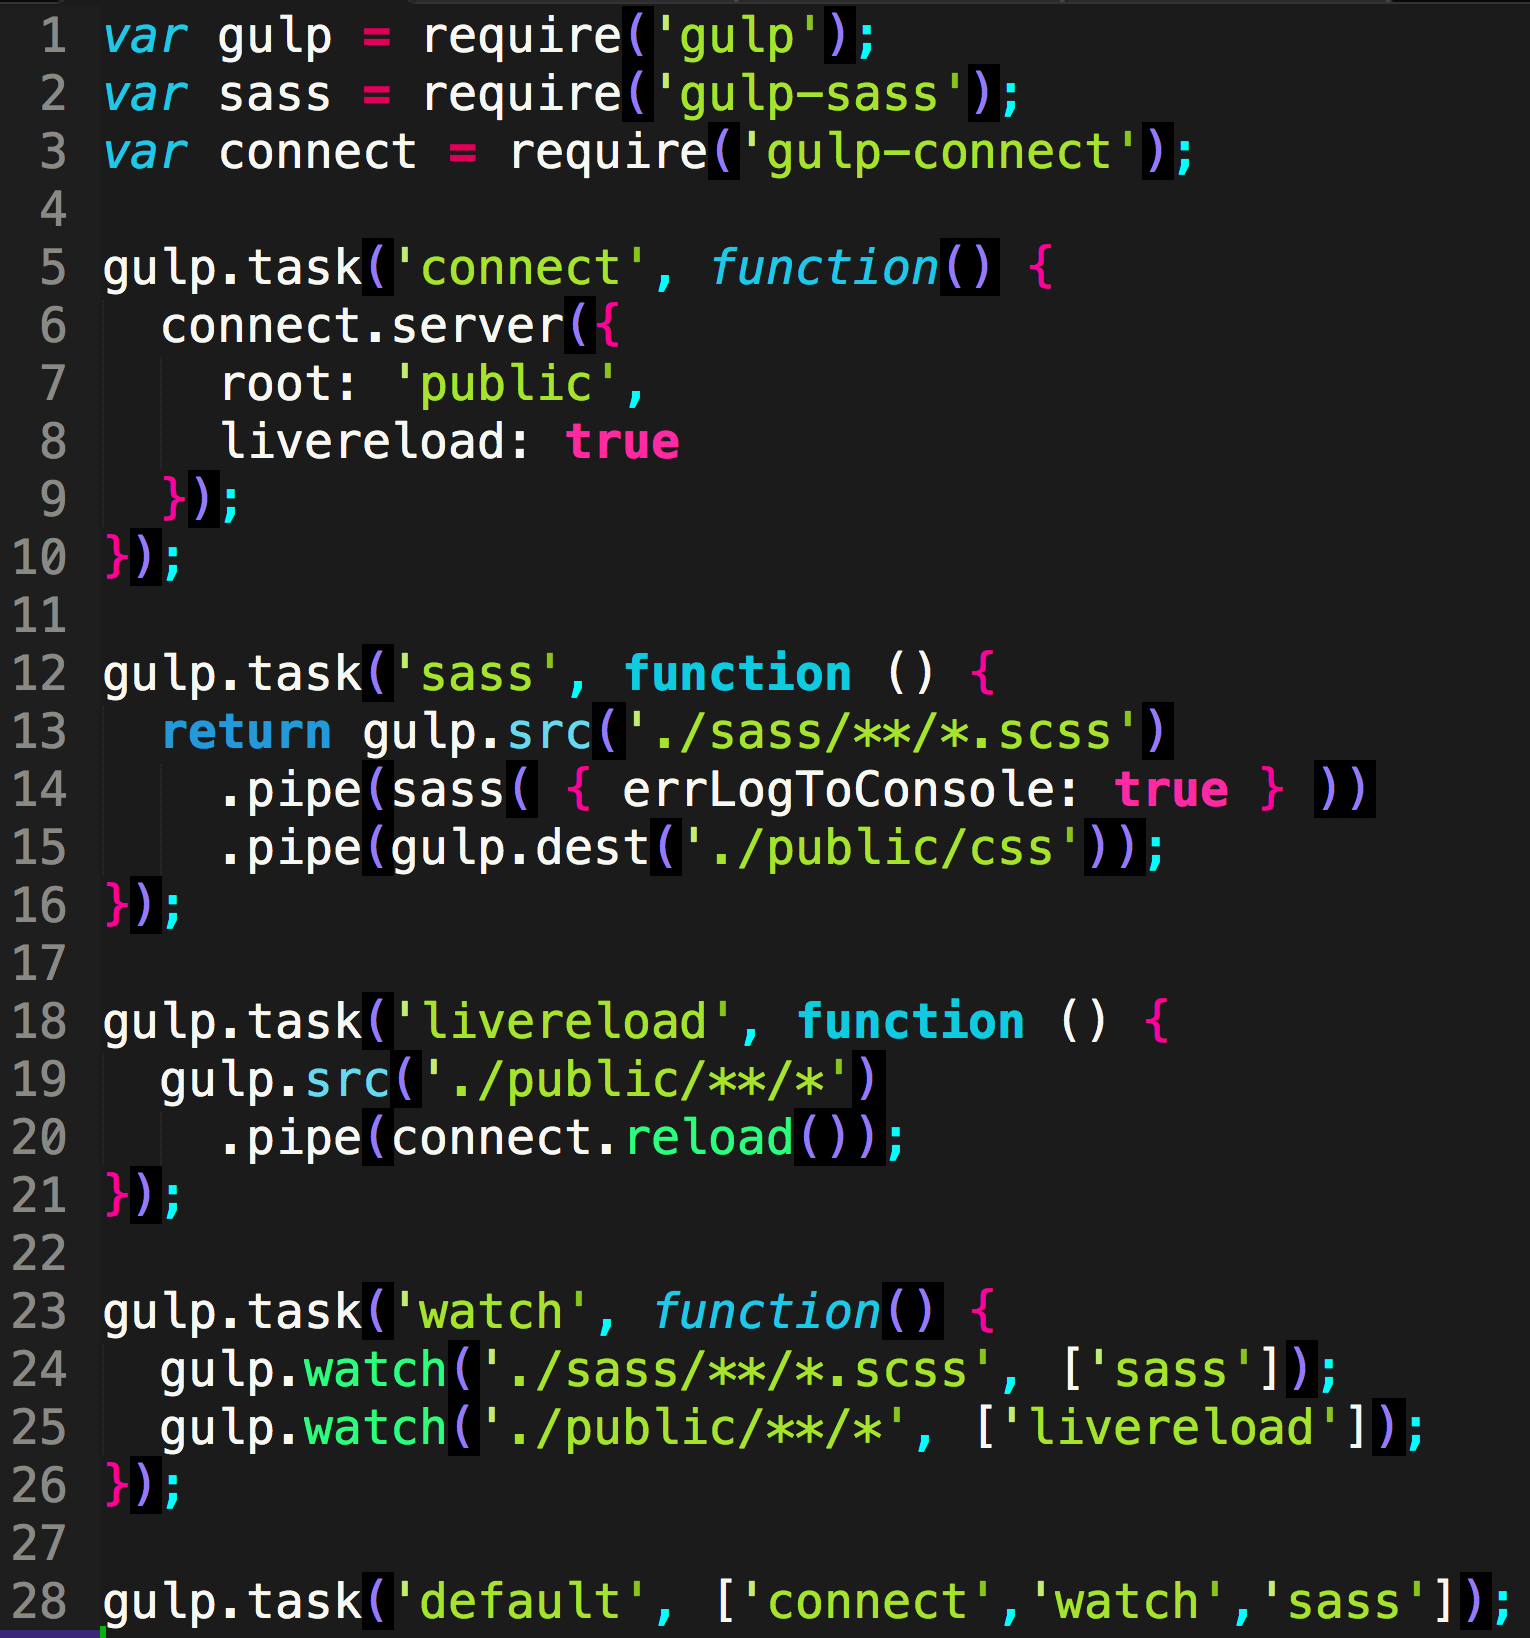 1 var gulp = require('gulp');
2 var sass = require('gulp-sass');
3 var connect = require('gulp-connect');
4
5 gulp.task('connect', function() {
6   connect.server({
7     root: 'public',
8     livereload: true
9   });
10 });
11
12 gulp.task('sass', function () {
13   return gulp.src('./sass/**/*.scss')
14     .pipe(sass( { errLogToConsole: true } ))
15     .pipe(gulp.dest('./public/css'));
16 });
17
18 gulp.task('livereload', function () {
19   gulp.src('./public/**/*')
20     .pipe(connect.reload());
21 });
22
23 gulp.task('watch', function() {
24   gulp.watch('./sass/**/*.scss', ['sass']);
25   gulp.watch('./public/**/*', ['livereload']);
26 });
27
28 gulp.task('default', ['connect','watch','sass']);